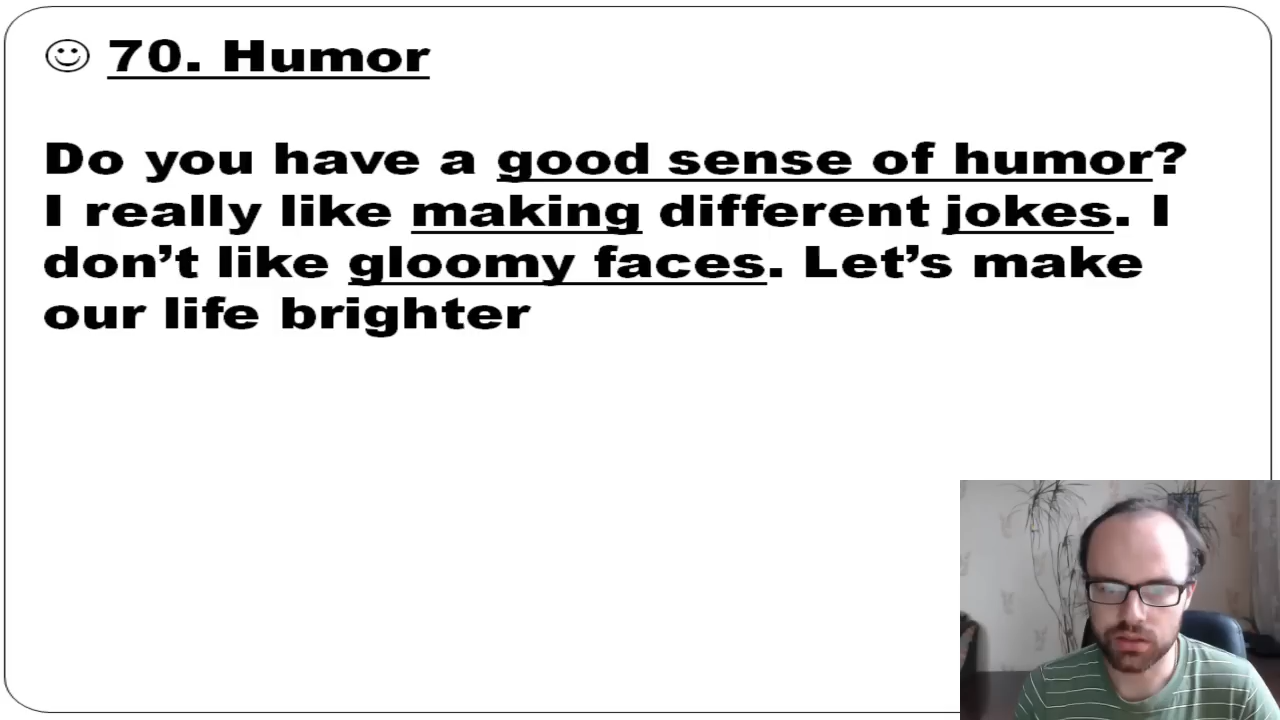 ☺ 70. Humor
Do you have a good sense of humor?
I really like making different jokes. I
don’t like gloomy faces. Let’s make
our life brighter